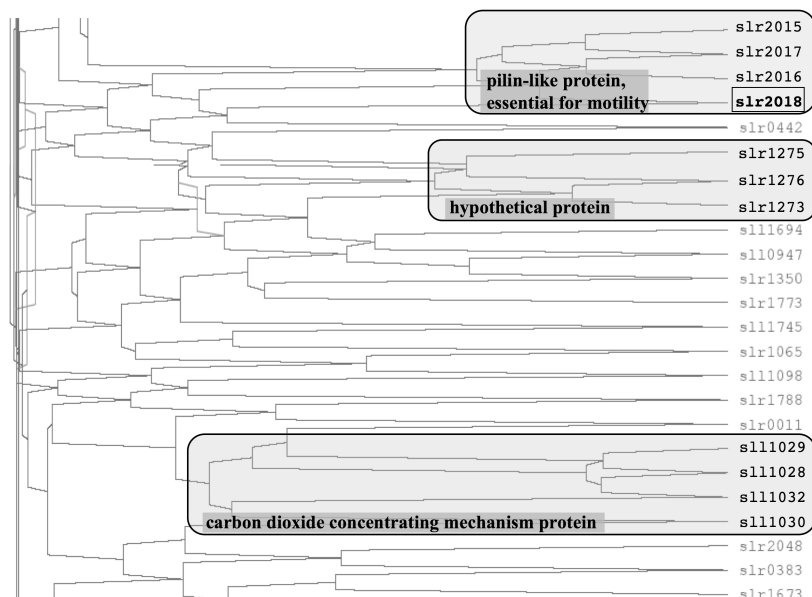 slr2015
slr2017
slr2016
pilin-like protein,
essential for motility
slr2018
slr0442
slr1275
slr1276
slr1273
hypothetical protein
sll1694
sll0947
slr1350
slr1773
sll1745
slr1065
sll1098
slr1788
slr0011
sll1029
sll1028
sll1032
sll1030
carbon dioxide concentrating mechanism protein
slr2048
slr0383
slr1673